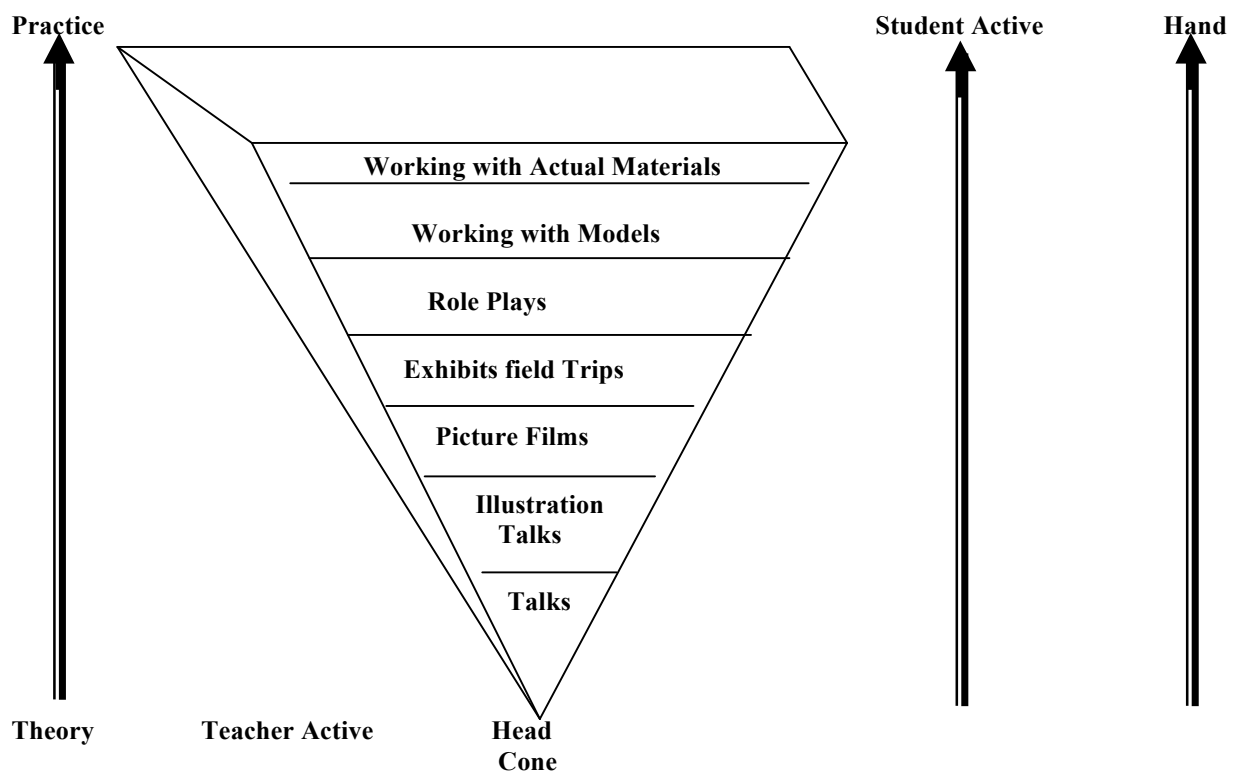 Practice Student Active Hand
Working with Actual Materials
Working with Models
Role Plays
Exhibits field Trips
Picture Films
Illustration
Talks
Talks
Theory Teacher Active Head
Cone